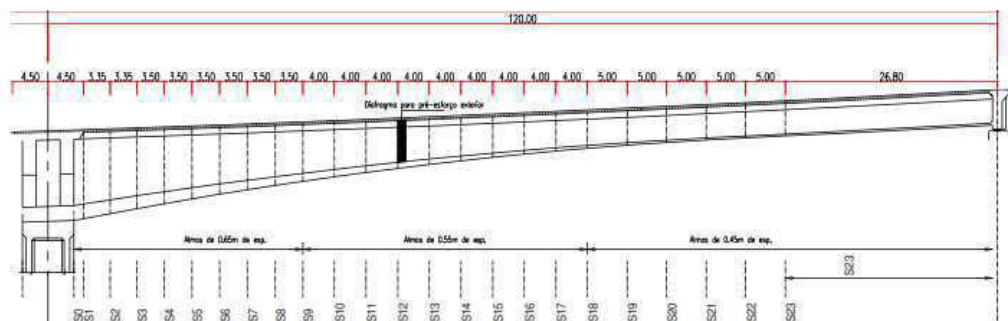 120.00
4,50 4,50 3,35 3,35 3,50 3,50 3,50 3,50 3,50 4,00 4,00 4,00 4,00 4,00 4,00 4,00 4,00 4,00 5,00 5,00 5,00 5,00 5,00 26,80
Diafragma para pré-esforço exterior
Almas de 0.65m de esp. Almas de 0.55m de esp. Almas de 0.45m de esp.
S23
S0 S1 S2 S3 S4 S5 S6 S7 S8 S9 S10 S11 S12 S13 S14 S15 S16 S17 S18 S19 S20 S21 S22 S23